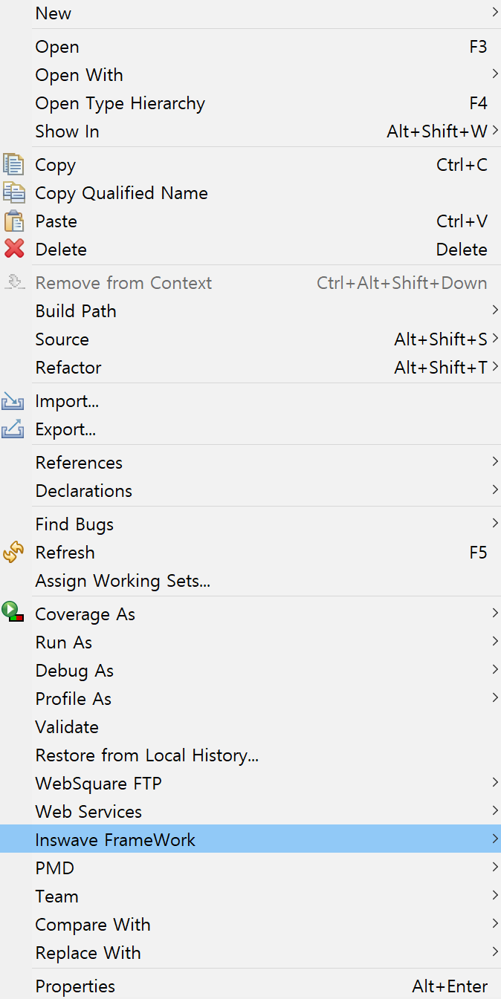 New
Open F3
Open With
Open Type Hierarchy F4
Show In Alt+Shift+W
Copy Ctrl+C
Copy Qualified Name
Paste Ctrl+V
Delete Delete
Remove from Context Ctrl+Alt+Shift+Down
Build Path
Source Alt+Shift+S
Refactor Alt+Shift+T
Import...
Export...
References
Declarations
Find Bugs
Refresh F5
Assign Working Sets...
Coverage As
Run As
Debug As
Profile As
Validate
Restore from Local History...
WebSquare FTP
Web Services
Inswave FrameWork
PMD
Team
Compare With
Replace With
Properties Alt+Enter